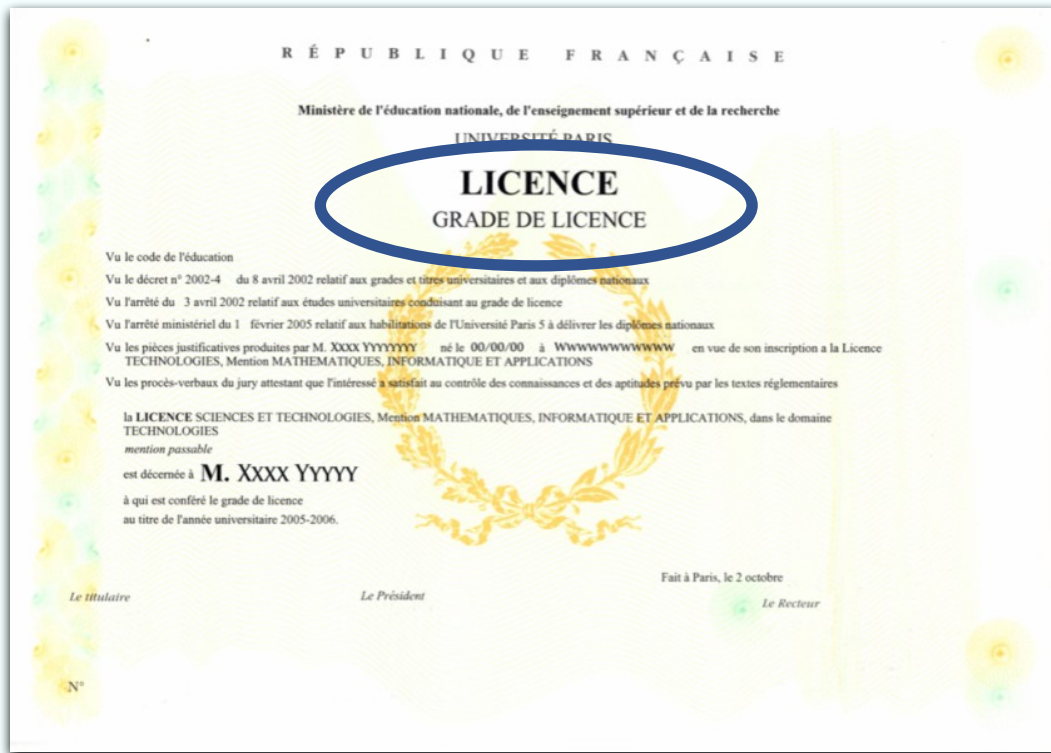 RÉPUBLIQUE FRANÇAISE
Ministère de l'éducation nationale, de l'enseignement supérieur et de la recherche
UNIVERSITÉ PARIS
LICENCE
GRADE DE LICENCE
Vu le code de l'éducation
Vu le décret n° 2002-4 du 8 avril 2002 relatif aux grades et titres universitaires et aux diplômes nationaux
Vu l'arrêté du 3 avril 2002 relatif aux études universitaires conduisant au grade de licence
Vu l'arrêté ministériel du 1 février 2005 relatif aux habilitations de l'Université Paris 5 à délivrer les diplômes nationaux
Vu les pièces justificatives produites par M. Xxxx Yyyyyyy né le 00/00/00 à Wwwwwwwwwww en vue de son inscription a la Licence
TECHNOLOGIES, Mention MATHEMATIQUES, INFORMATIQUE ET APPLICATIONS
Vu les procès-verbaux du jury attestant que l'intéressé a satisfait au contrôle des connaissances et des aptitudes prévu par les textes réglementaires
la LICENCE SCIENCES ET TECHNOLOGIES, Mention MATHEMATIQUES, INFORMATIQUE ET APPLICATIONS, dans le domaine
TECHNOLOGIES
mention passable
est décernée à M. Xxxx Yyyyy
à qui est conféré le grade de licence
au titre de l'année universitaire 2005-2006.
Fait à Paris, le 2 octobre
Le titulaire Le Président Le Recteur
N°